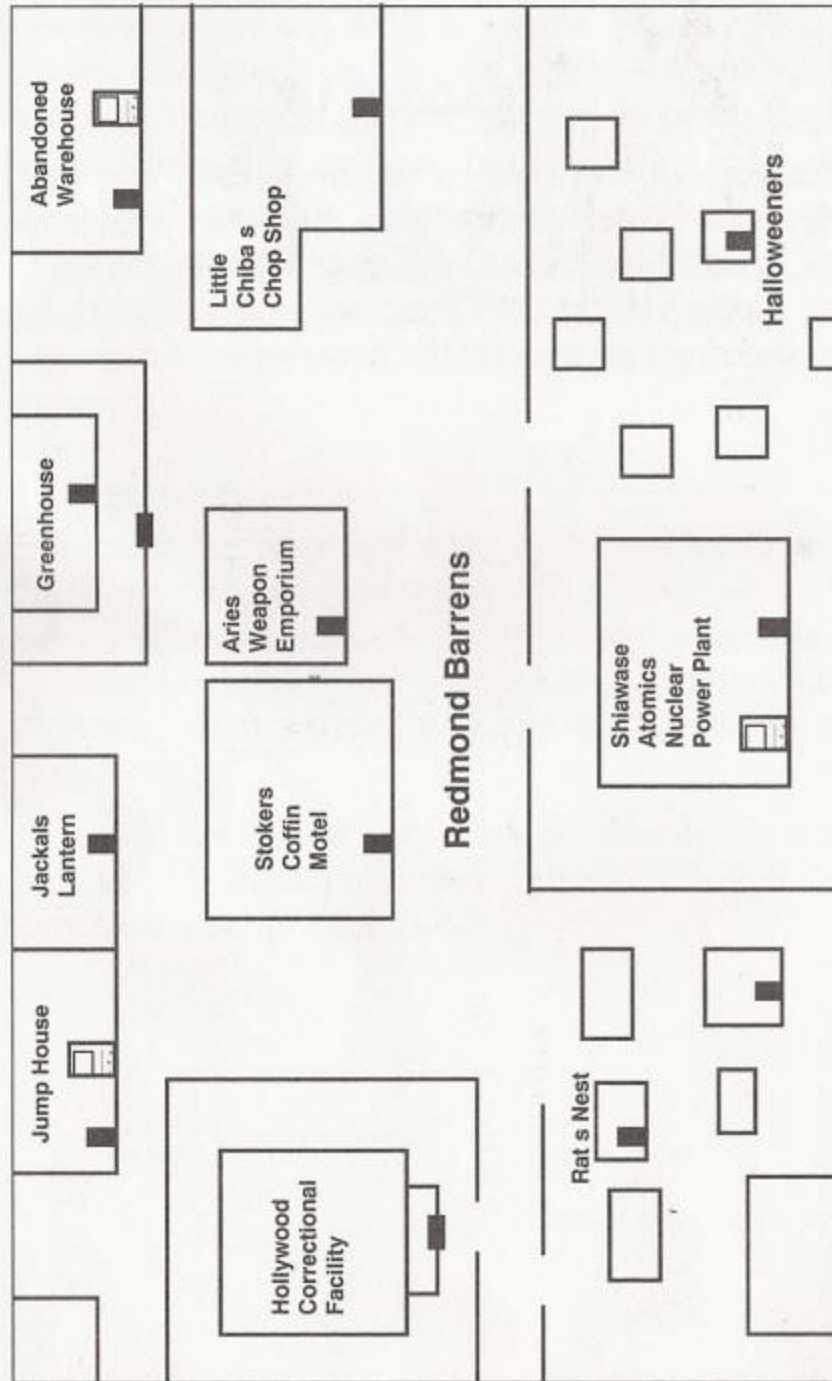 Jump House
Jackals
Lantern
Greenhouse
Abandoned
Warehouse
Hollywood
Correctional
Facility
Stokers
Coffin
Motel
Aries
Weapon
Emporium
Little
Chiba s
Chop Shop
Redmond Barrens
Rat s Nest
Shiawase
Atomics
Nuclear
Power Plant
Halloweeners